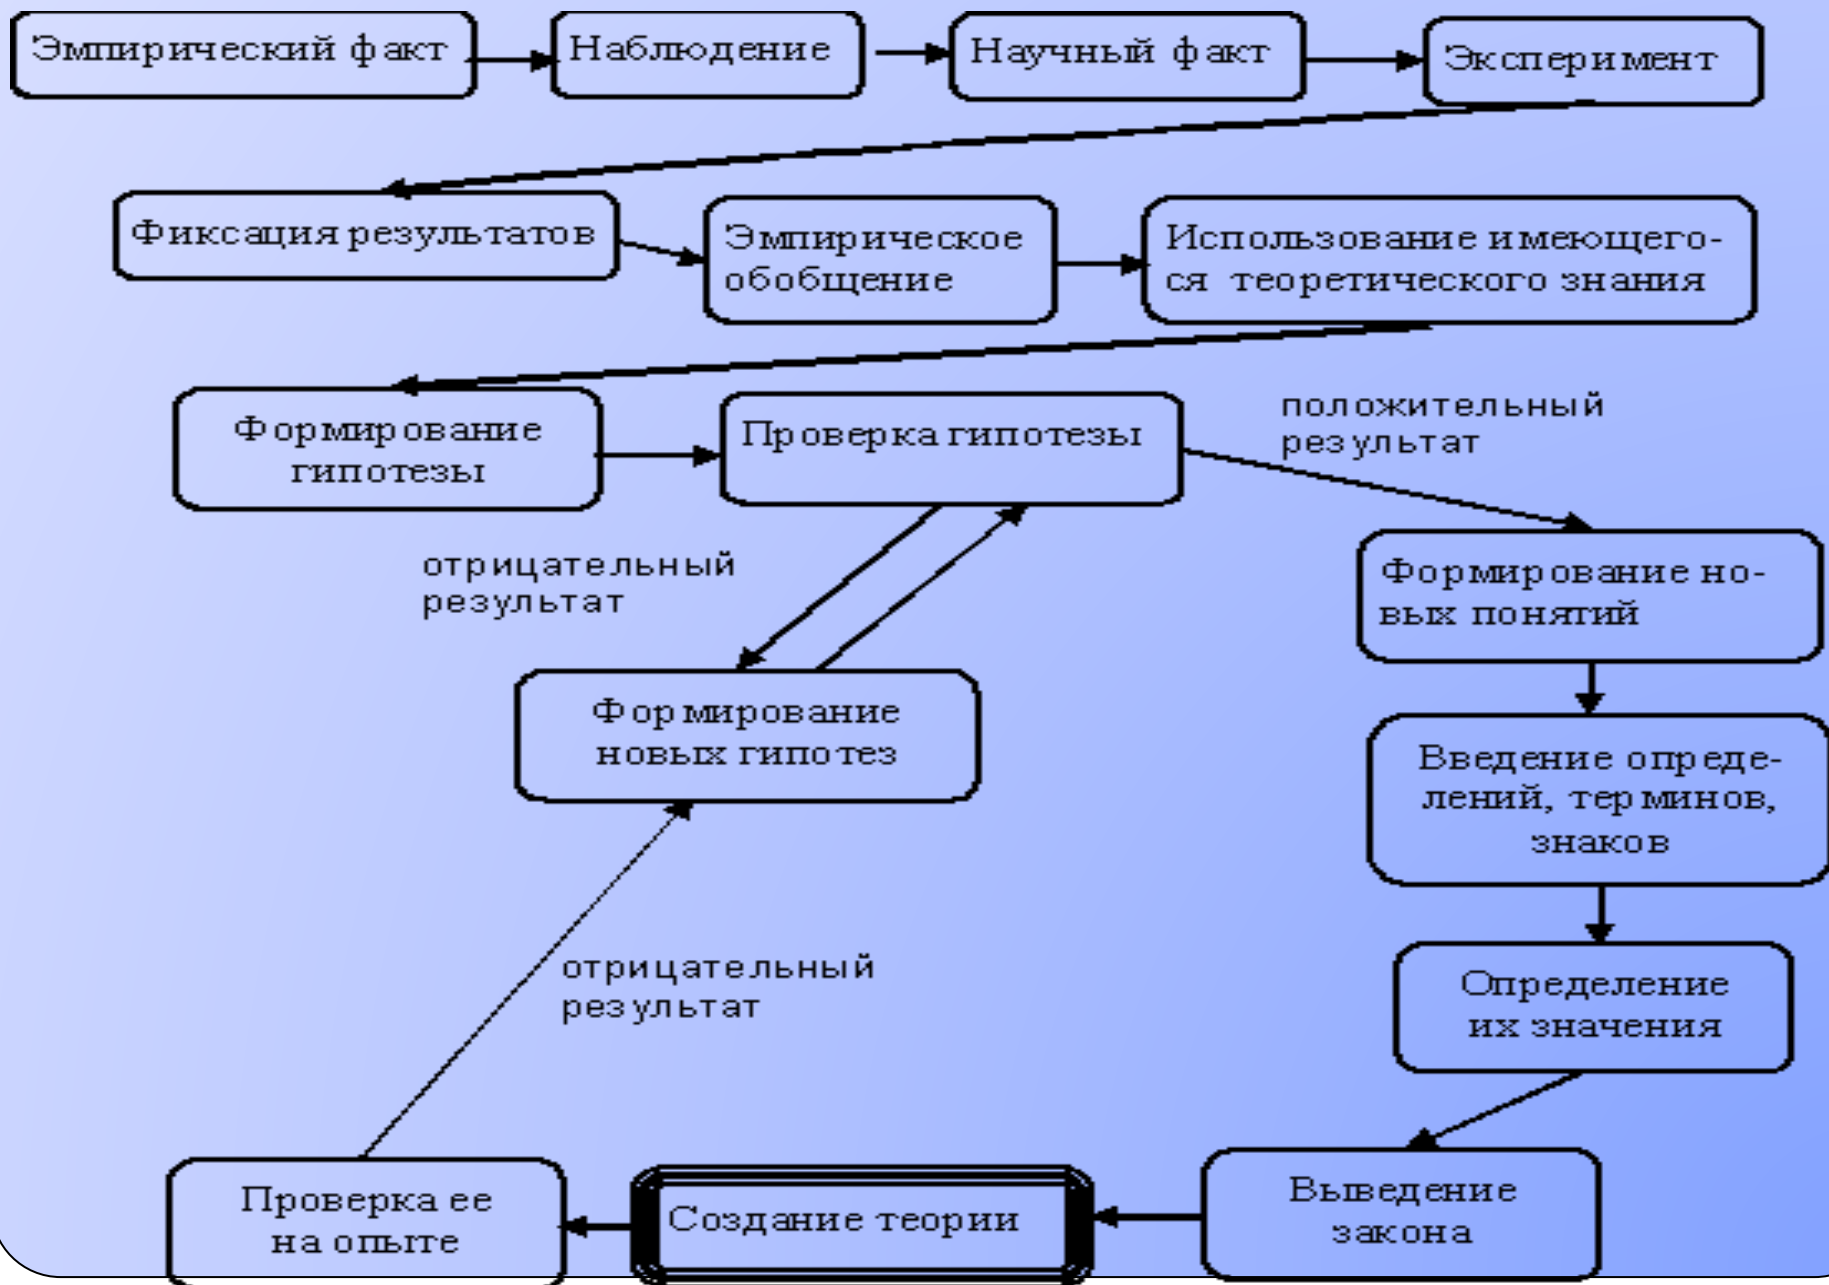 Эмпирический факт
Наблюдение
Научный факт
Эксперимент
Фиксация результатов
Эмпирическое
обобщение
Использование имеющего-
ся теоретического знания
Формирование
гипотезы
Проверка гипотезы
положительный
результат
отрицательный
результат
Формирование но-
вых понятий
Формирование
новых гипотез
Введение опреде-
лений, терминов,
знаков
отрицательный
результат
Определение
их значения
Проверка ее
на опыте
Создание теории
Выведение
закона